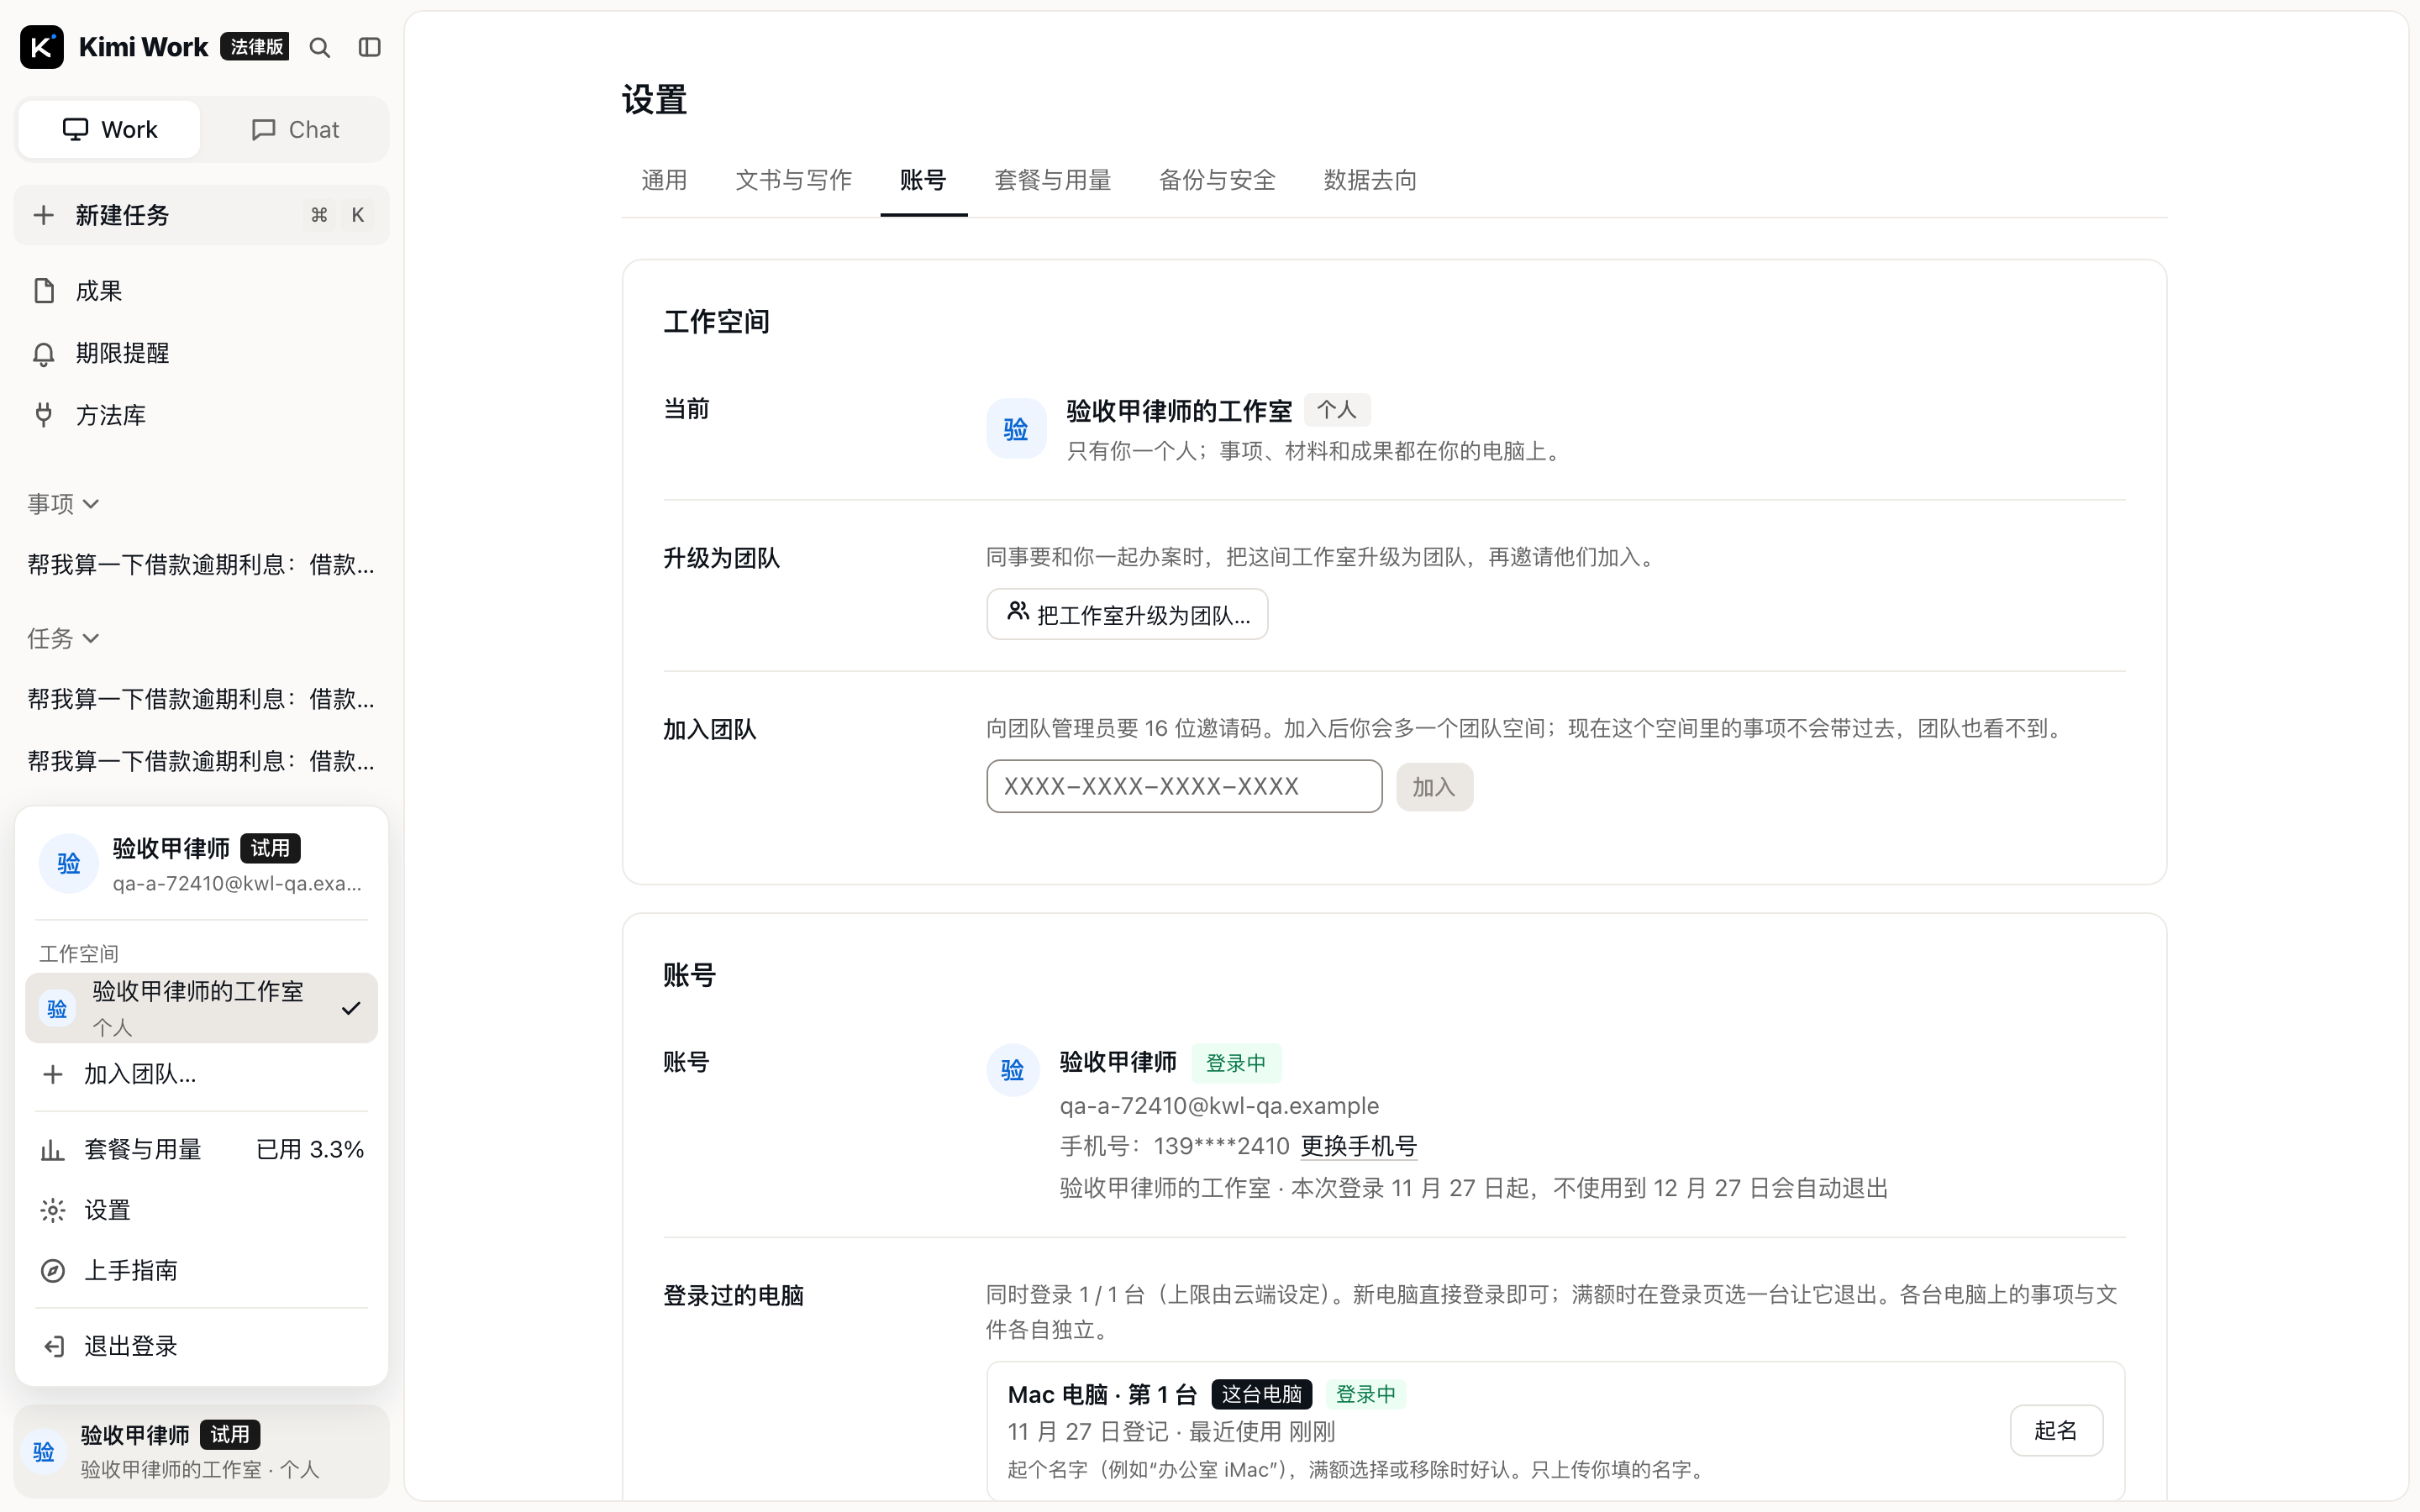 Kimi Work 法律版
Work
Chat
新建任务 ⌘ K
成果
期限提醒
方法库
事项
帮我算一下借款逾期利息：借款...
任务
帮我算一下借款逾期利息：借款...
帮我算一下借款逾期利息：借款...
验 验收甲律师 试用
qa-a-72410@kwl-qa.exa...
工作空间
验 验收甲律师的工作室
个人
加入团队...
套餐与用量 已用 3.3%
设置
上手指南
退出登录
验 验收甲律师 试用
验收甲律师的工作室 · 个人
设置
通用 文书与写作 账号 套餐与用量 备份与安全 数据去向
工作空间
当前
验 验收甲律师的工作室 个人
只有你一个人；事项、材料和成果都在你的电脑上。
升级为团队
同事要和你一起办案时，把这间工作室升级为团队，再邀请他们加入。
把工作室升级为团队...
加入团队
向团队管理员要 16 位邀请码。加入后你会多一个团队空间；现在这个空间里的事项不会带过去，团队也看不到。
XXXX-XXXX-XXXX-XXXX 加入
账号
账号
验 验收甲律师 登录中
qa-a-72410@kwl-qa.example
手机号：139****2410 更换手机号
验收甲律师的工作室 · 本次登录 11 月 27 日起，不使用到 12 月 27 日会自动退出
登录过的电脑
同时登录 1 / 1 台（上限由云端设定）。新电脑直接登录即可；满额时在登录页选一台让它退出。各台电脑上的事项与文
件各自独立。
Mac 电脑 · 第 1 台 这台电脑 登录中
11 月 27 日登记 · 最近使用 刚刚
起个名字（例如“办公室 iMac”），满额选择或移除时好认。只上传你填的名字。
起名